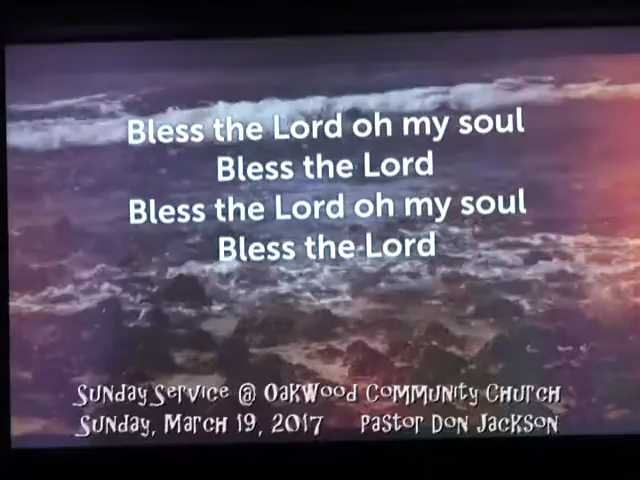 Bless the Lord oh my soul
Bless the Lord
Bless the Lord oh my soul
Bless the Lord
Sunday Service @ Oakwood Community Church
Sunday, March 19, 2017 Pastor Don Jackson